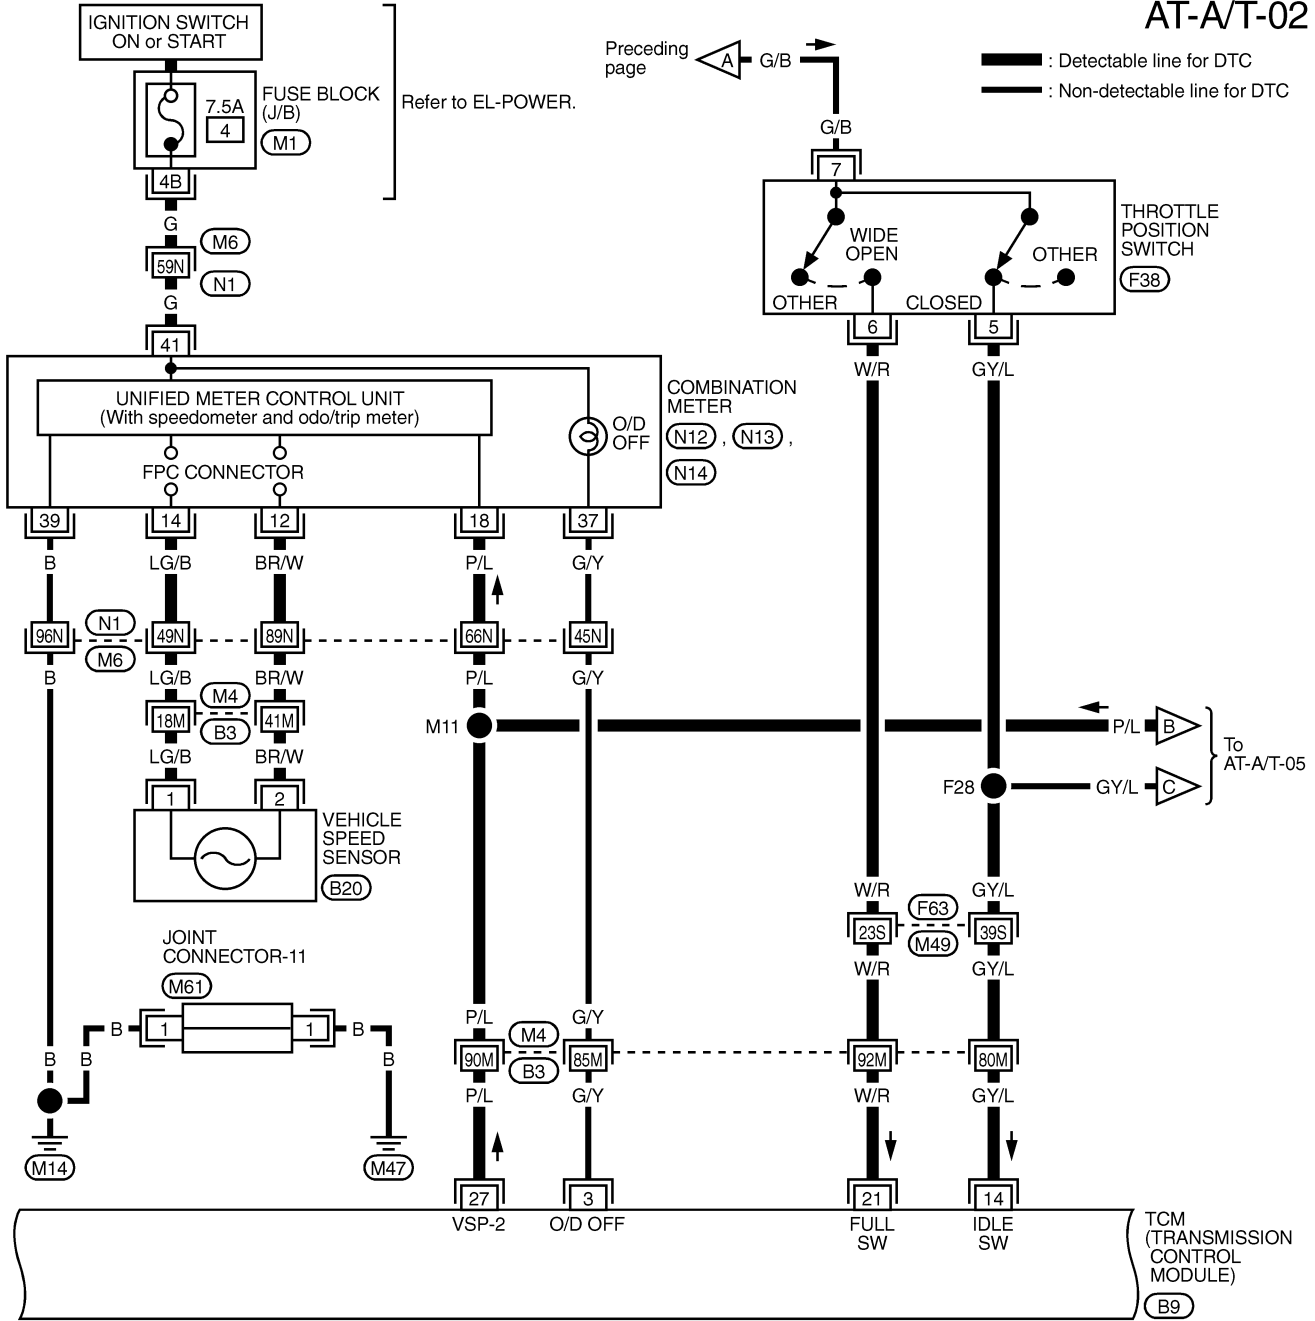 AT-A/T-02
IGNITION SWITCH
ON or START
FUSE BLOCK
(J/B)
7.5A
4
M1
Refer to EL-POWER.
4B
G
M6
59N
N1
G
41
Preceding
page
A
G/B
G/B
7
: Detectable line for DTC
: Non-detectable line for DTC
THROTTLE
POSITION
SWITCH
F38
WIDE
OPEN
OTHER
OTHER
CLOSED
6
5
W/R
GY/L
UNIFIED METER CONTROL UNIT
(With speedometer and odo/trip meter)
O/D
OFF
COMBINATION
METER
N12 , N13 ,
N14
FPC CONNECTOR
39
14
12
18
37
B
LG/B
BR/W
P/L
G/Y
N1
96N
49N
89N
66N
45N
M6
B
LG/B
BR/W
P/L
G/Y
M4
18M
41M
B3
LG/B
BR/W
M11
P/L
B
To
AT-A/T-05
F28
GY/L
C
1
2
VEHICLE
SPEED
SENSOR
B20
W/R
GY/L
F63
23S
39S
M49
W/R
GY/L
JOINT
CONNECTOR-11
M61
B
1
1
B
B
B
B
P/L
G/Y
M4
90M
85M
92M
80M
B3
P/L
G/Y
W/R
GY/L
M14
M47
27
3
21
14
VSP-2
O/D OFF
FULL
SW
IDLE
SW
TCM
(TRANSMISSION
CONTROL
MODULE)
B9